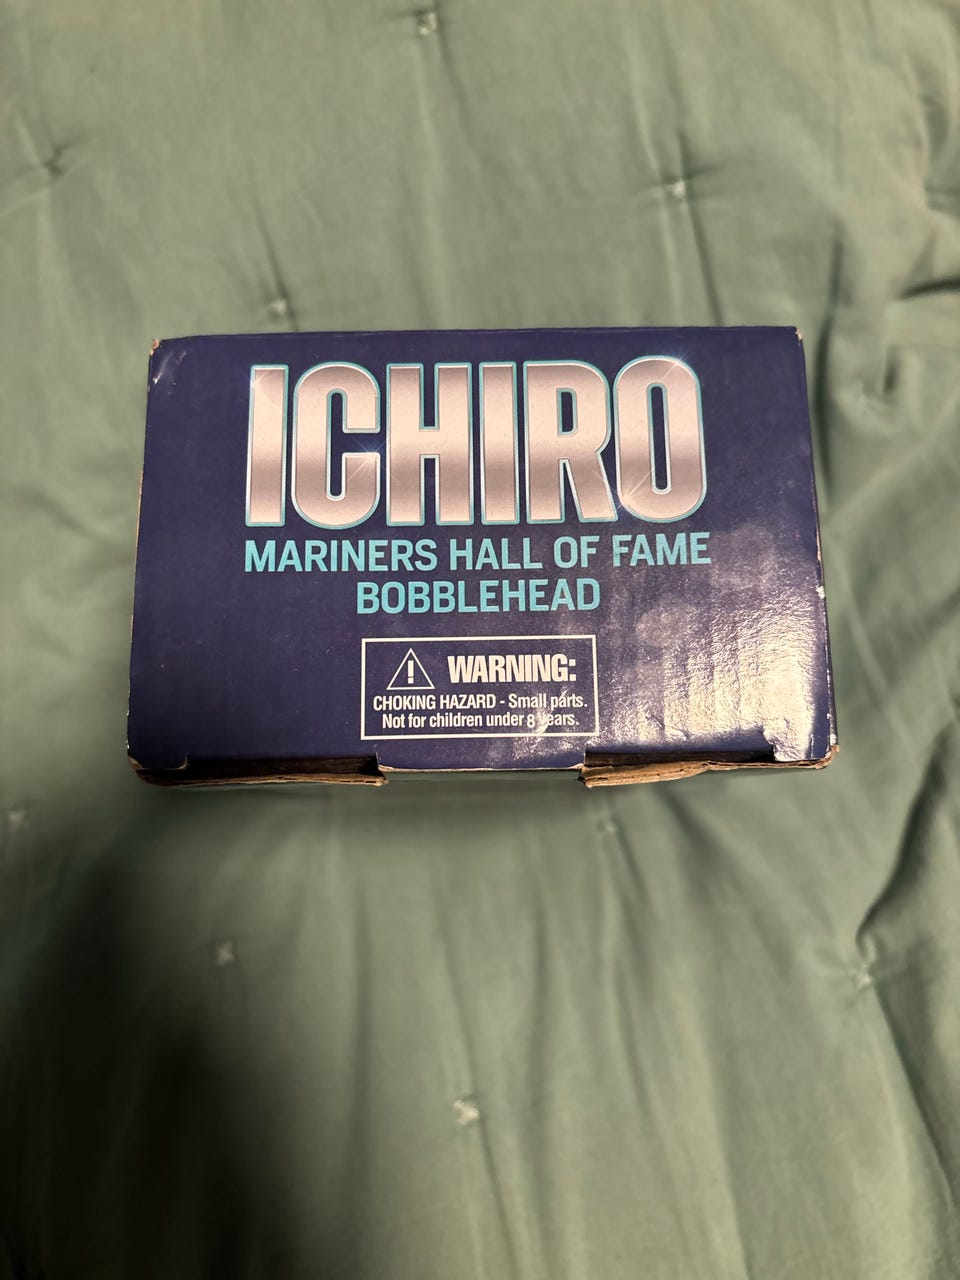 ICHIRO
MARINERS HALL OF FAME
BOBBLEHEAD
WARNING:
CHOKING HAZARD - Small parts.
Not for children under 8 years.